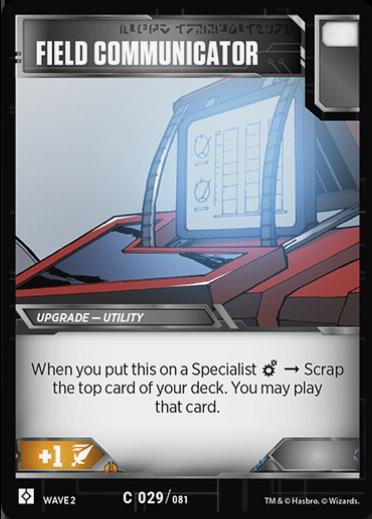 FIELD COMMUNICATOR
UPGRADE — UTILITY
When you put this on a Specialist → Scrap
the top card of your deck. You may play
that card.
+1
WAVE 2
C 029/081
TM & © Hasbro. © Wizards.